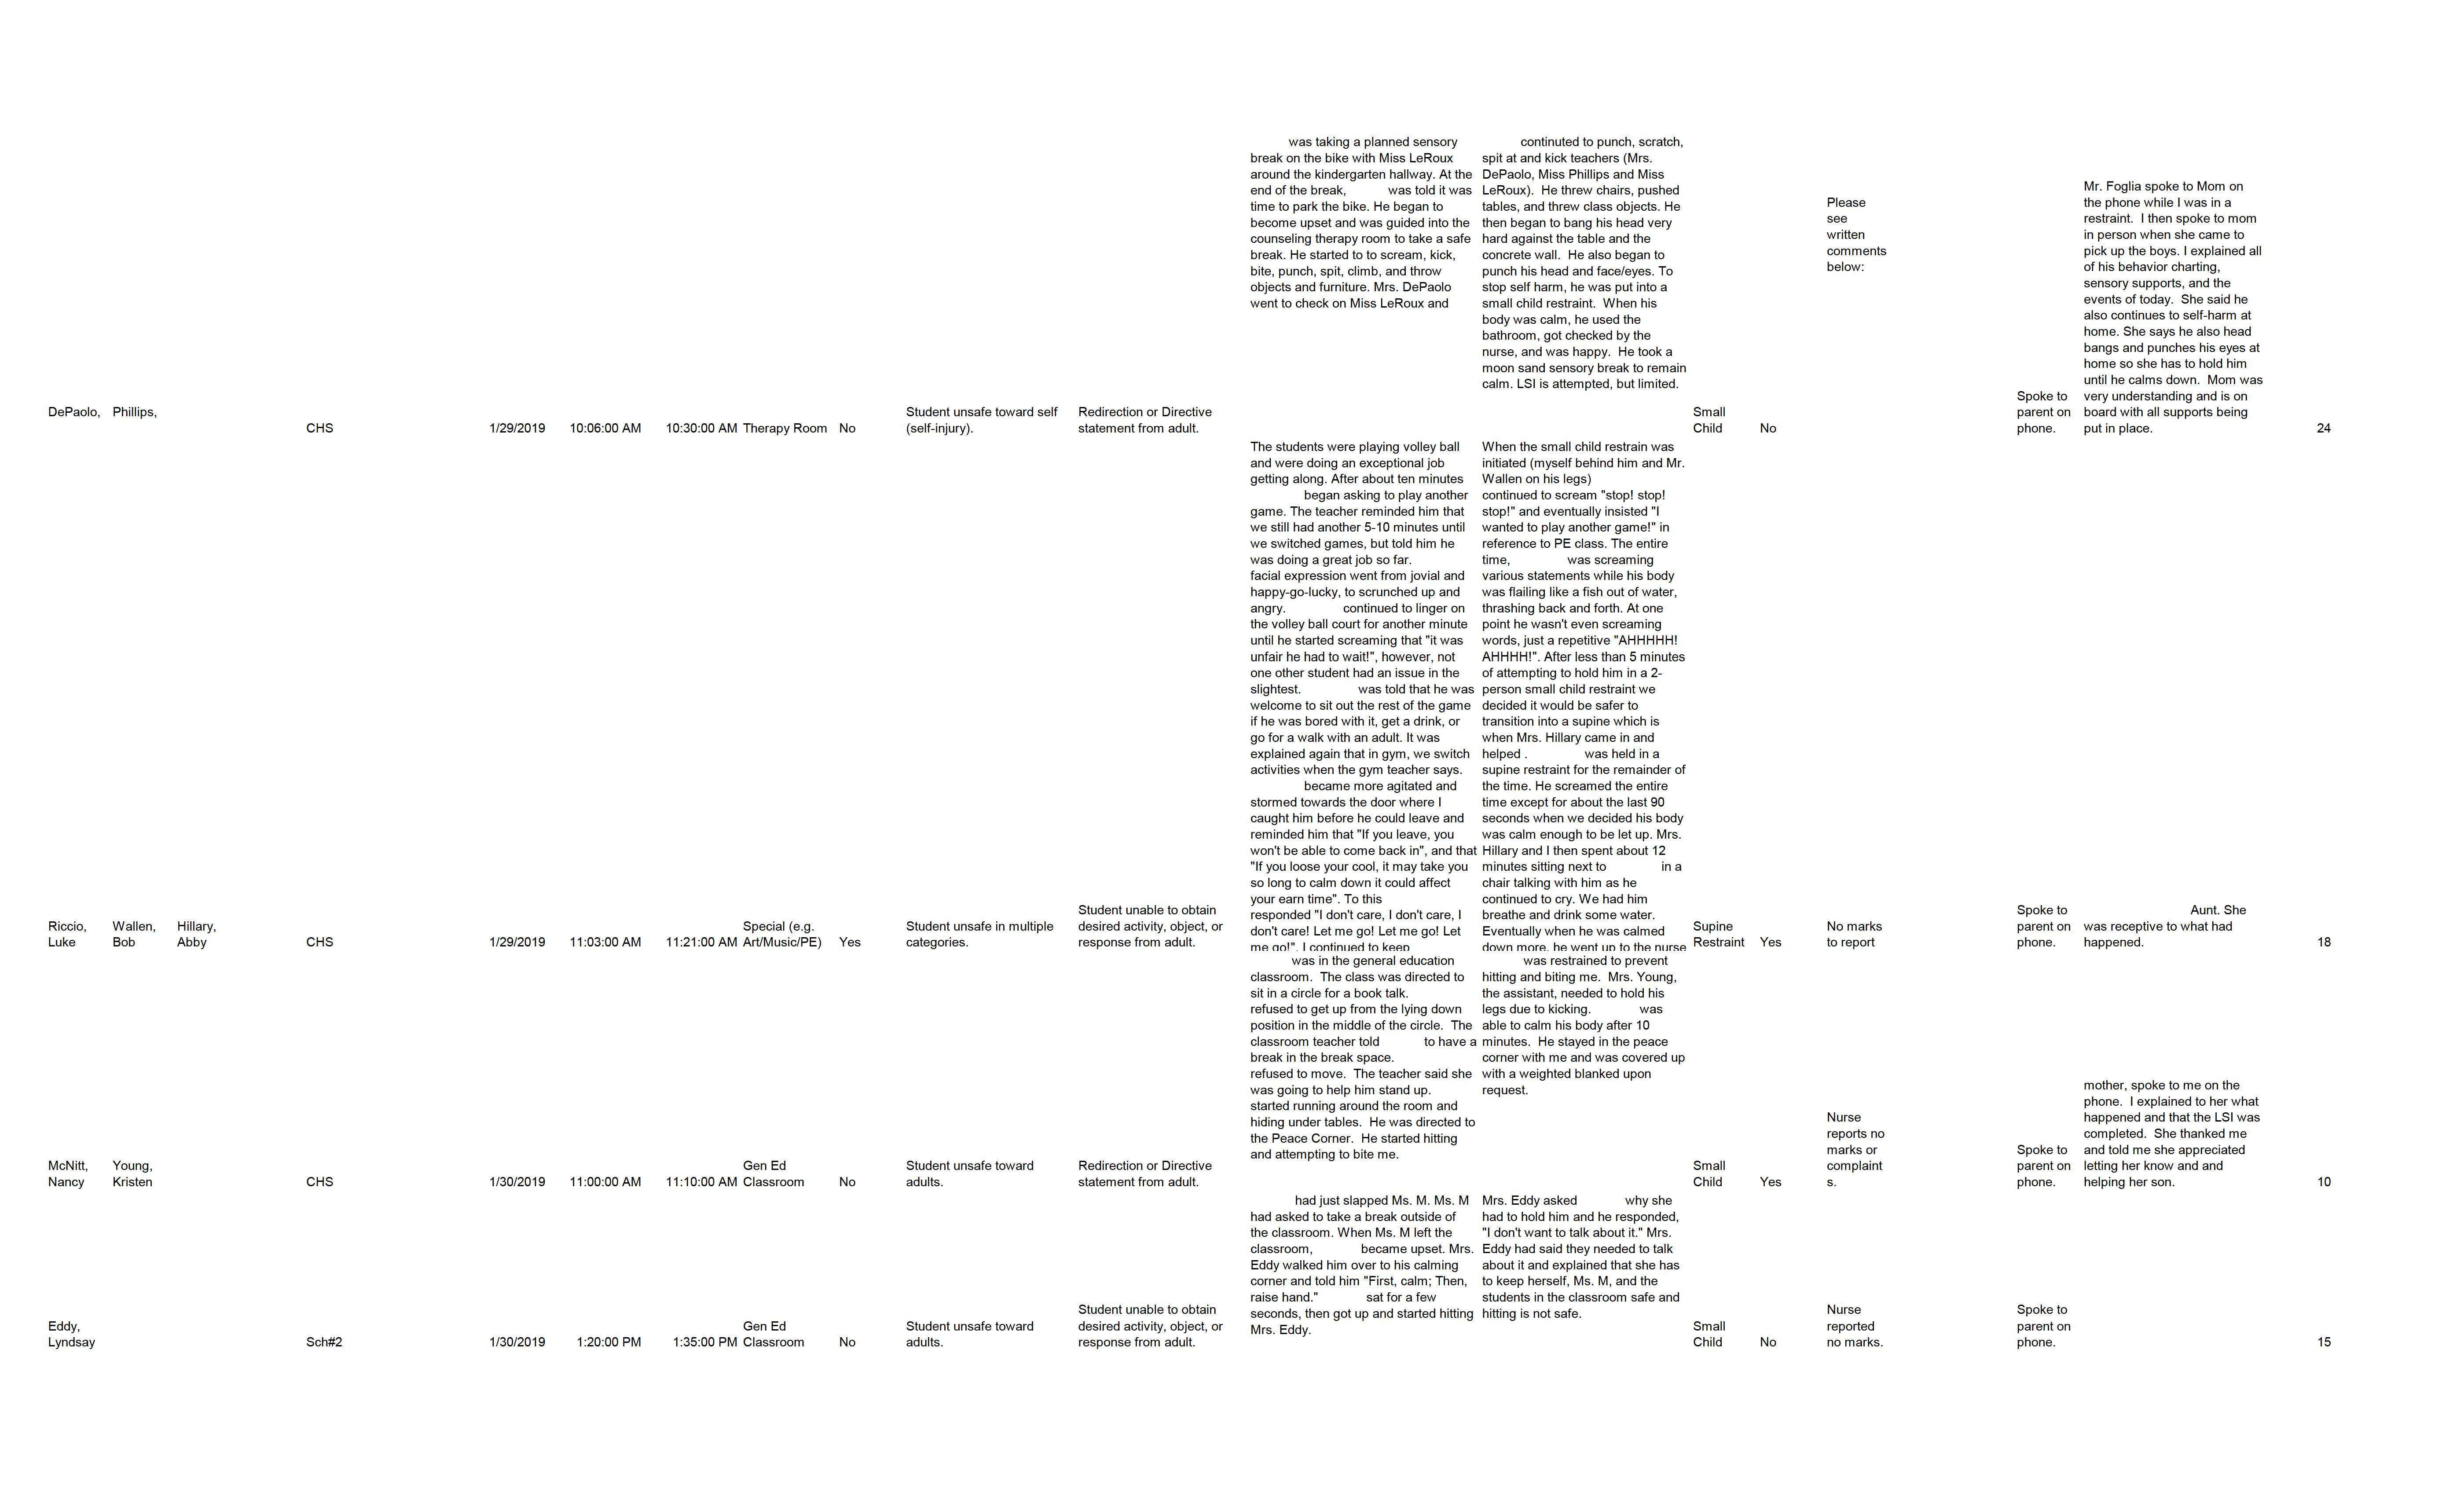 was taking a planned sensory
break on the bike with Miss LeRoux
around the kindergarten hallway. At the
end of the break, was told it was
time to park the bike. He began to
become upset and was guided into the
counseling therapy room to take a safe
break. He started to to scream, kick,
bite, punch, spit, climb, and throw
objects and furniture. Mrs. DePaolo
went to check on Miss LeRoux and
continuted to punch, scratch,
spit at and kick teachers (Mrs.
DePaolo, Miss Phillips and Miss
LeRoux).  He threw chairs, pushed
tables, and threw class objects. He
then began to bang his head very
hard against the table and the
concrete wall.  He also began to
punch his head and face/eyes. To
stop self harm, he was put into a
small child restraint.  When his
body was calm, he used the
bathroom, got checked by the
nurse, and was happy.  He took a
moon sand sensory break to remain
calm. LSI is attempted, but limited.
Please
see
written
comments
below:
Mr. Foglia spoke to Mom on
the phone while I was in a
restraint.  I then spoke to mom
in person when she came to
pick up the boys. I explained all
of his behavior charting,
sensory supports, and the
events of today.  She said he
also continues to self-harm at
home. She says he also head
bangs and punches his eyes at
home so she has to hold him
until he calms down.  Mom was
very understanding and is on
board with all supports being
put in place.
DePaolo, Phillips,
CHS 1/29/2019 10:06:00 AM 10:30:00 AM Therapy Room No
Student unsafe toward self
(self-injury).
Redirection or Directive
statement from adult.
Small
Child
No
Spoke to
parent on
phone.
24
The students were playing volley ball
and were doing an exceptional job
getting along. After about ten minutes
began asking to play another
game. The teacher reminded him that
we still had another 5-10 minutes until
we switched games, but told him he
was doing a great job so far.
facial expression went from jovial and
happy-go-lucky, to scrunched up and
angry. continued to linger on
the volley ball court for another minute
until he started screaming that "it was
unfair he had to wait!", however, not
one other student had an issue in the
slightest. was told that he was
welcome to sit out the rest of the game
if he was bored with it, get a drink, or
go for a walk with an adult. It was
explained again that in gym, we switch
activities when the gym teacher says.
became more agitated and
stormed towards the door where I
caught him before he could leave and
reminded him that "If you leave, you
won't be able to come back in", and that
"If you loose your cool, it may take you
so long to calm down it could affect
your earn time". To this
responded "I don't care, I don't care, I
don't care! Let me go! Let me go! Let
me go!". I continued to keep
When the small child restrain was
initiated (myself behind him and Mr.
Wallen on his legs)
continued to scream "stop! stop!
stop!" and eventually insisted "I
wanted to play another game!" in
reference to PE class. The entire
time, was screaming
various statements while his body
was flailing like a fish out of water,
thrashing back and forth. At one
point he wasn't even screaming
words, just a repetitive "AHHHHH!
AHHHH!". After less than 5 minutes
of attempting to hold him in a 2-
person small child restraint we
decided it would be safer to
transition into a supine which is
when Mrs. Hillary came in and
helped . was held in a
supine restraint for the remainder of
the time. He screamed the entire
time except for about the last 90
seconds when we decided his body
was calm enough to be let up. Mrs.
Hillary and I then spent about 12
minutes sitting next to in a
chair talking with him as he
continued to cry. We had him
breathe and drink some water.
Eventually when he was calmed
down more, he went up to the nurse
Riccio,
Luke
Wallen,
Bob
Hillary,
Abby
CHS 1/29/2019 11:03:00 AM 11:21:00 AM
Special (e.g.
Art/Music/PE)
Yes
Student unsafe in multiple
categories.
Student unable to obtain
desired activity, object, or
response from adult.
Supine
Restraint
Yes
No marks
to report
Spoke to
parent on
phone.
Aunt. She
was receptive to what had
happened.
18
was in the general education
classroom.  The class was directed to
sit in a circle for a book talk.
refused to get up from the lying down
position in the middle of the circle.  The
classroom teacher told to have a
break in the break space.
refused to move.  The teacher said she
was going to help him stand up.
started running around the room and
hiding under tables.  He was directed to
the Peace Corner.  He started hitting
and attempting to bite me.
was restrained to prevent
hitting and biting me.  Mrs. Young,
the assistant, needed to hold his
legs due to kicking. was
able to calm his body after 10
minutes.  He stayed in the peace
corner with me and was covered up
with a weighted blanked upon
request.
McNitt,
Nancy
Young,
Kristen
CHS 1/30/2019 11:00:00 AM 11:10:00 AM
Gen Ed
Classroom
No
Student unsafe toward
adults.
Redirection or Directive
statement from adult.
Small
Child
Yes
Nurse
reports no
marks or
complaint
s.
Spoke to
parent on
phone.
mother, spoke to me on the
phone.  I explained to her what
happened and that the LSI was
completed.  She thanked me
and told me she appreciated
letting her know and and
helping her son.
10
had just slapped Ms. M. Ms. M
had asked to take a break outside of
the classroom. When Ms. M left the
classroom, became upset. Mrs.
Eddy walked him over to his calming
corner and told him "First, calm; Then,
raise hand." sat for a few
seconds, then got up and started hitting
Mrs. Eddy.
Mrs. Eddy asked why she
had to hold him and he responded,
"I don't want to talk about it." Mrs.
Eddy had said they needed to talk
about it and explained that she has
to keep herself, Ms. M, and the
students in the classroom safe and
hitting is not safe.
Eddy,
Lyndsay
Sch#2 1/30/2019 1:20:00 PM 1:35:00 PM
Gen Ed
Classroom
No
Student unsafe toward
adults.
Student unable to obtain
desired activity, object, or
response from adult.
Small
Child
No
Nurse
reported
no marks.
Spoke to
parent on
phone.
15